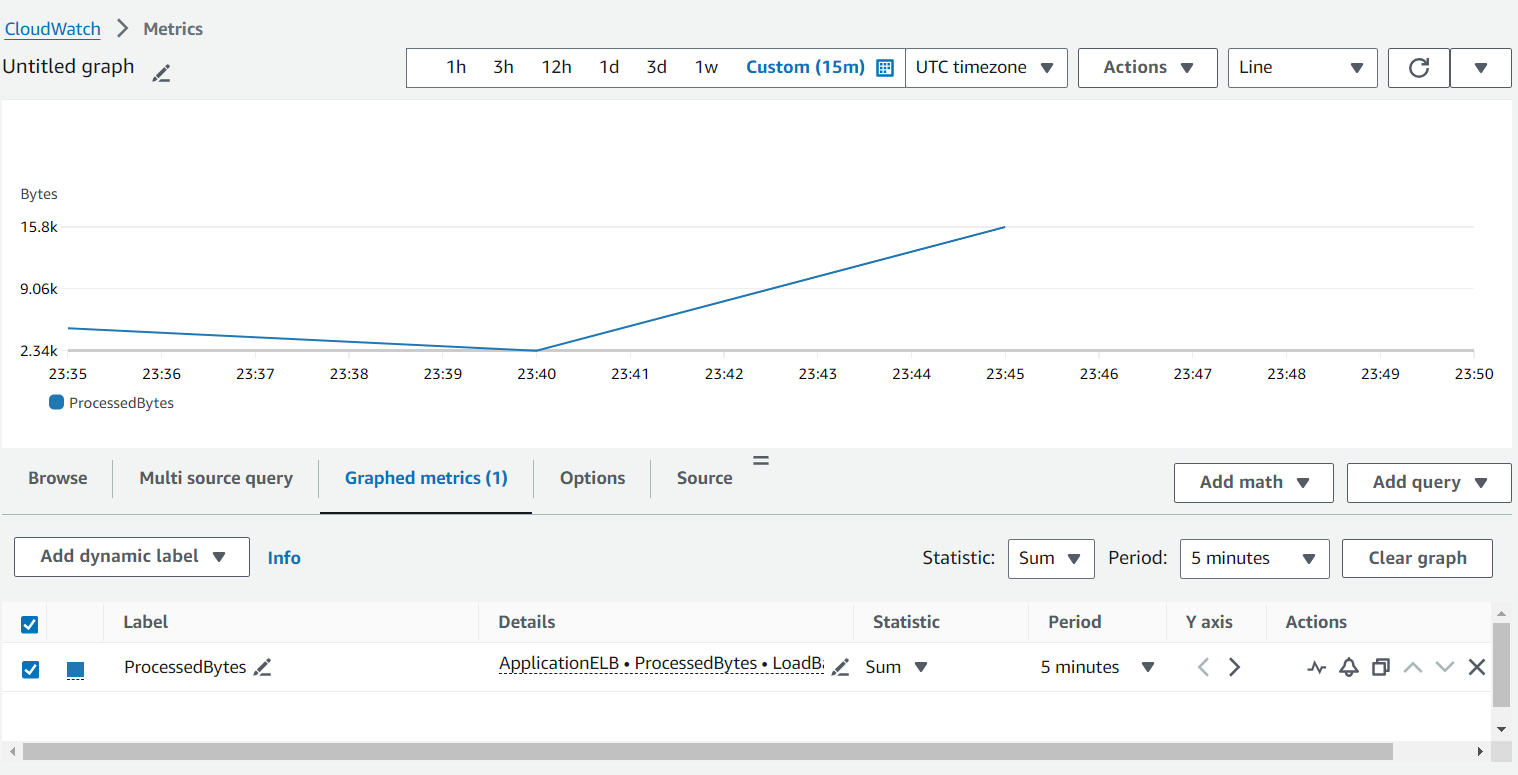 CloudWatch Metrics
Untitled graph
1h 3h 12h 1d 3d 1w Custom (15m) UTC timezone Actions Line
Bytes
15.8k
9.06k
2.34k
23:35 23:36 23:37 23:38 23:39 23:40 23:41 23:42 23:43 23:44 23:45 23:46 23:47 23:48 23:49 23:50
ProcessedBytes
Browse Multi source query Graphed metrics (1) Options Source Add math Add query
Add dynamic label Info Statistic: Sum Period: 5 minutes Clear graph
Label Details Statistic Period Y axis Actions
ProcessedBytes ApplicationELB • ProcessedBytes • LoadBa Sum 5 minutes